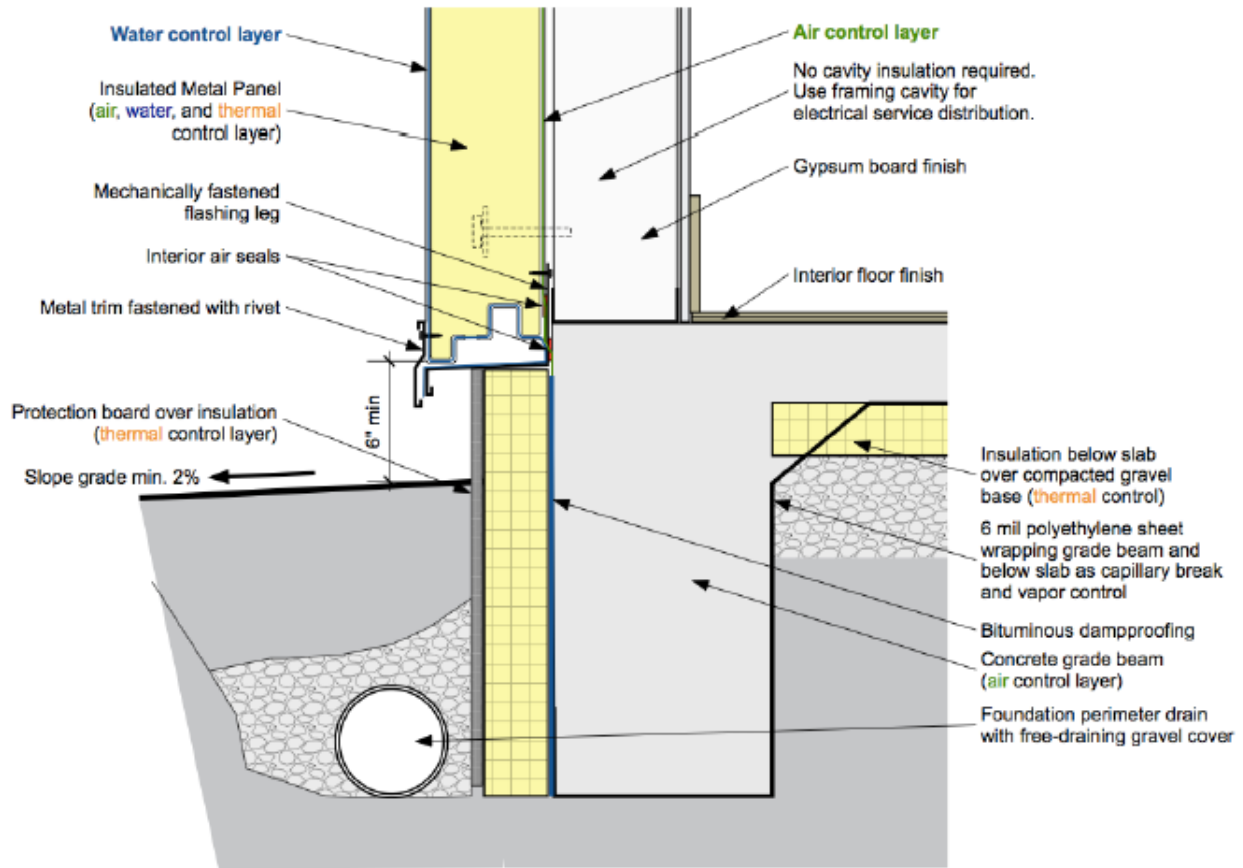 Water control layer
Insulated Metal Panel
(air, water, and thermal
control layer)
Mechanically fastened
flashing leg
Interior air seals
Metal trim fastened with rivet
6" min
Protection board over insulation
(thermal control layer)
Slope grade min. 2%
Air control layer
No cavity insulation required.
Use framing cavity for
electrical service distribution.
Gypsum board finish
Interior floor finish
Insulation below slab
over compacted gravel
base (thermal control)
6 mil polyethylene sheet
wrapping grade beam and
below slab as capillary break
and vapor control
Bituminous dampproofing
Concrete grade beam
(air control layer)
Foundation perimeter drain
with free-draining gravel cover